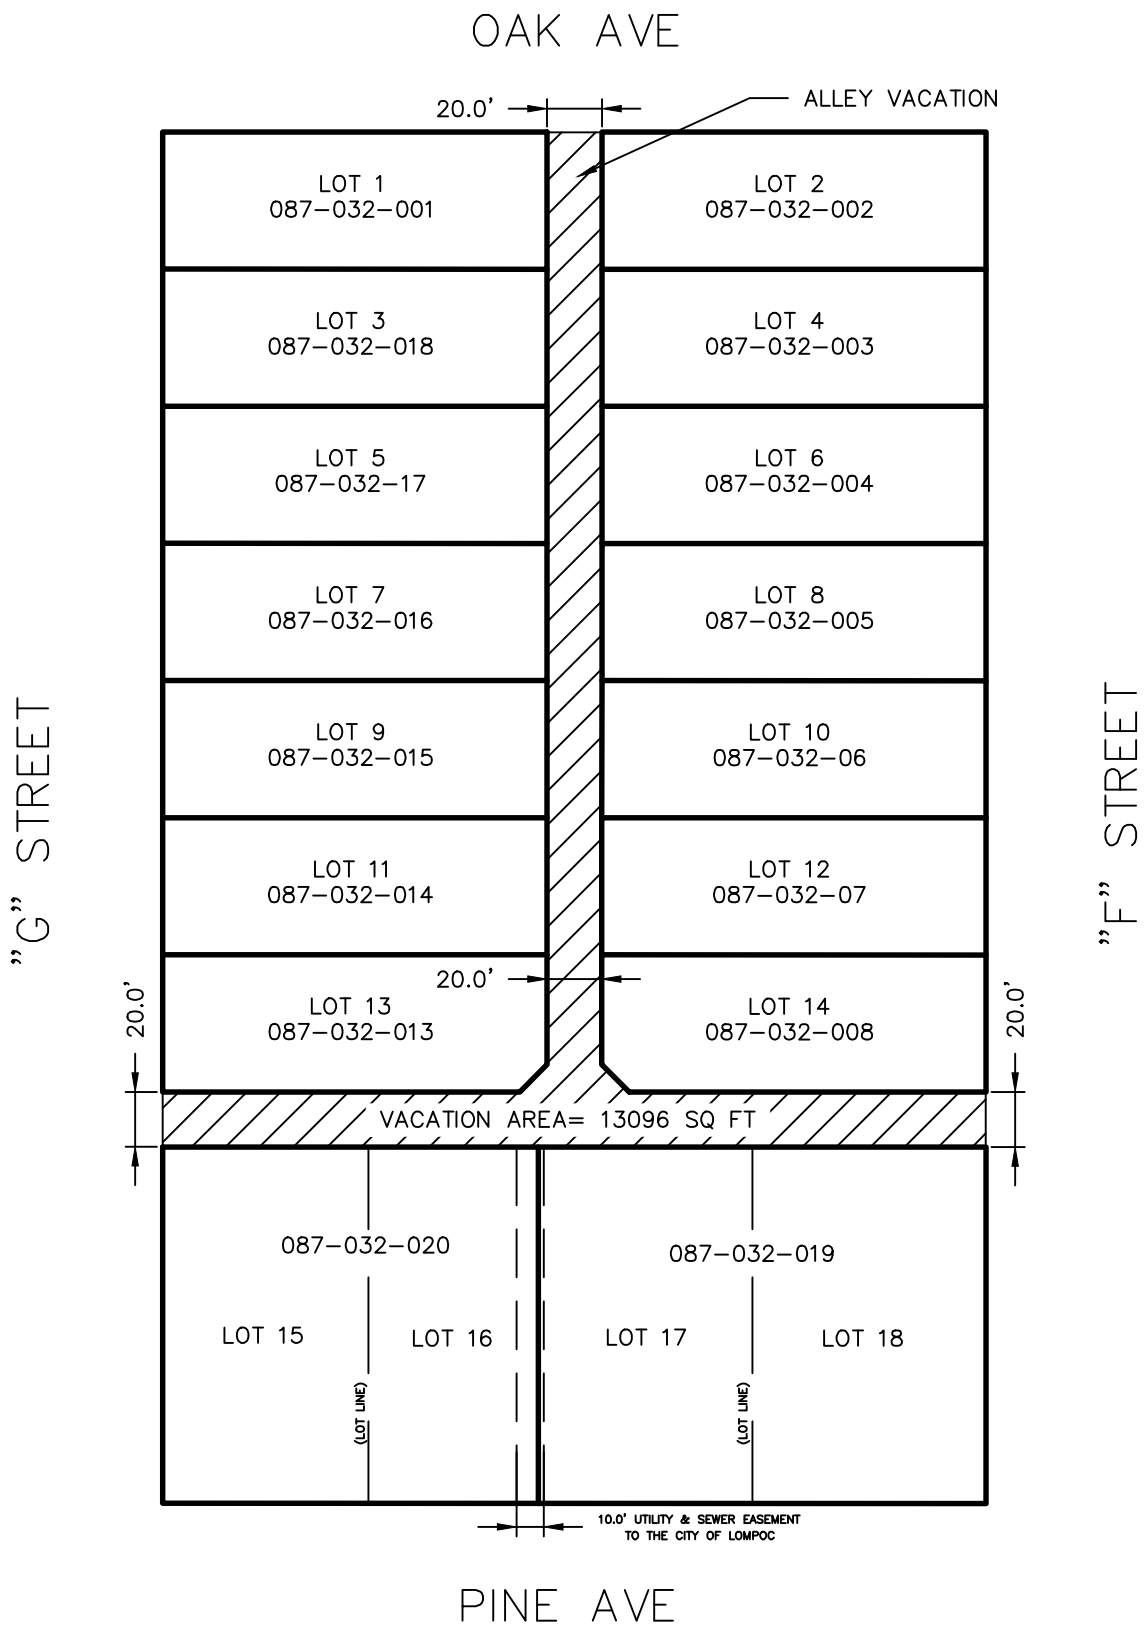 OAK AVE
20.0'
ALLEY VACATION
LOT 1
087-032-001
LOT 2
087-032-002
LOT 3
087-032-018
LOT 4
087-032-003
LOT 5
087-032-17
LOT 6
087-032-004
LOT 7
087-032-016
LOT 8
087-032-005
"G" STREET
"F" STREET
LOT 9
087-032-015
LOT 10
087-032-06
LOT 11
087-032-014
LOT 12
087-032-07
20.0'
20.0'
LOT 13
087-032-013
LOT 14
087-032-008
20.0'
VACATION AREA= 13096 SQ FT
087-032-020
087-032-019
LOT 15
LOT 16
LOT 17
LOT 18
(LOT LINE)
(LOT LINE)
10.0' UTILITY & SEWER EASEMENT
TO THE CITY OF LOMPOC
PINE AVE